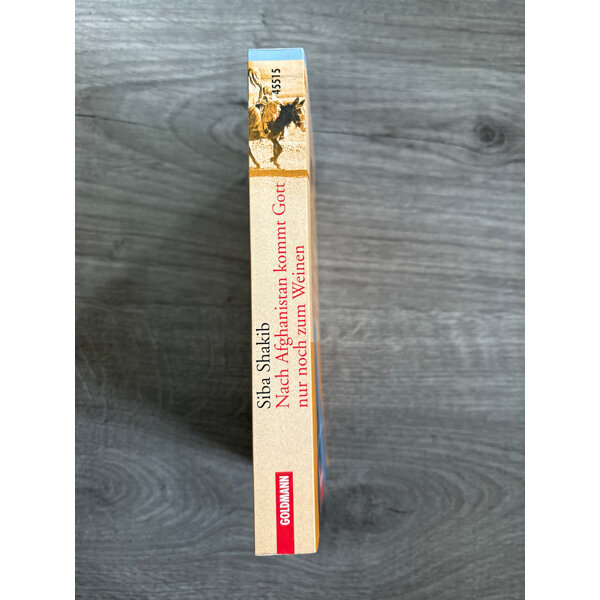 45515
Siba Shakib
Nach Afghanistan kommt Gott
nur noch zum Weinen
GOLDMANN